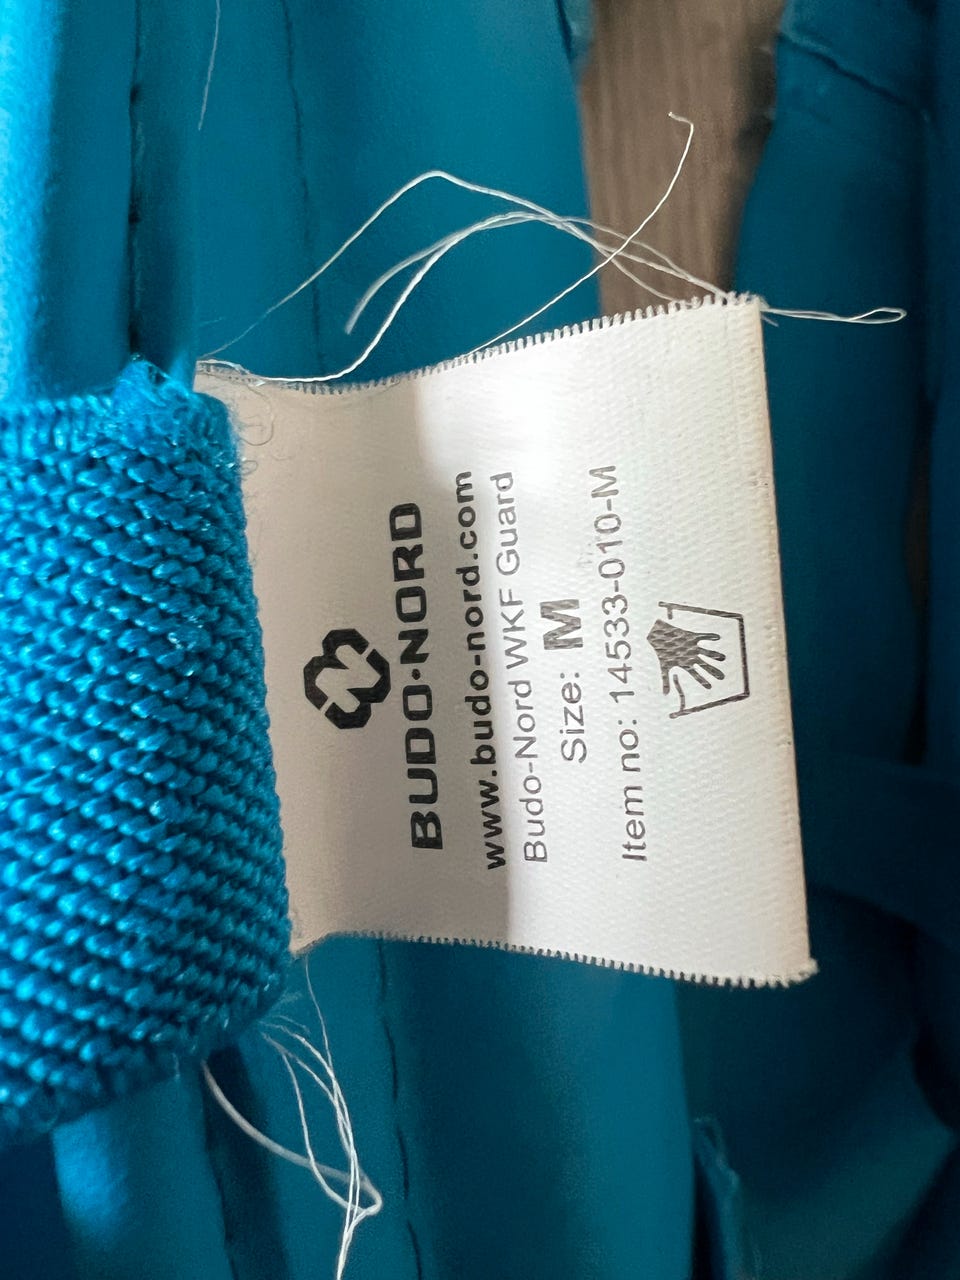 BUDO·NORD
www.budo-nord.com
Budo-Nord WKF Guard
Size: M
Item no: 14533-010-M